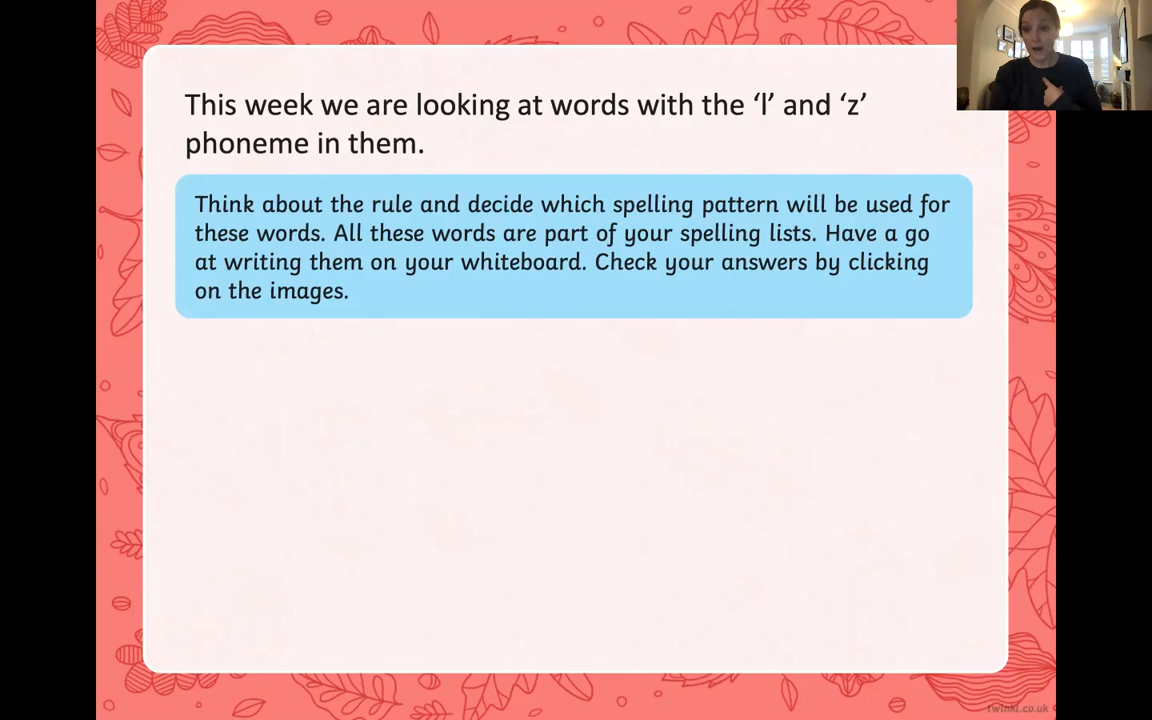 This week we are looking at words with the ‘l’ and ‘z’
phoneme in them.
Think about the rule and decide which spelling pattern will be used for
these words. All these words are part of your spelling lists. Have a go
at writing them on your whiteboard. Check your answers by clicking
on the images.
twinkl.co.uk